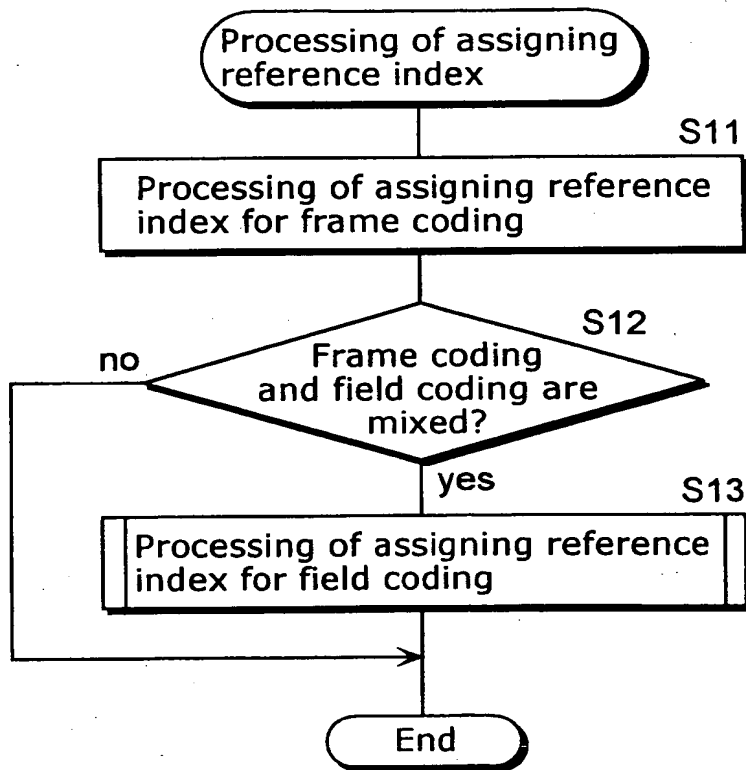 Processing of assigning
reference index
S11
Processing of assigning reference
index for frame coding
S12
no
Frame coding
and field coding are
mixed?
yes
S13
Processing of assigning reference
index for field coding
End